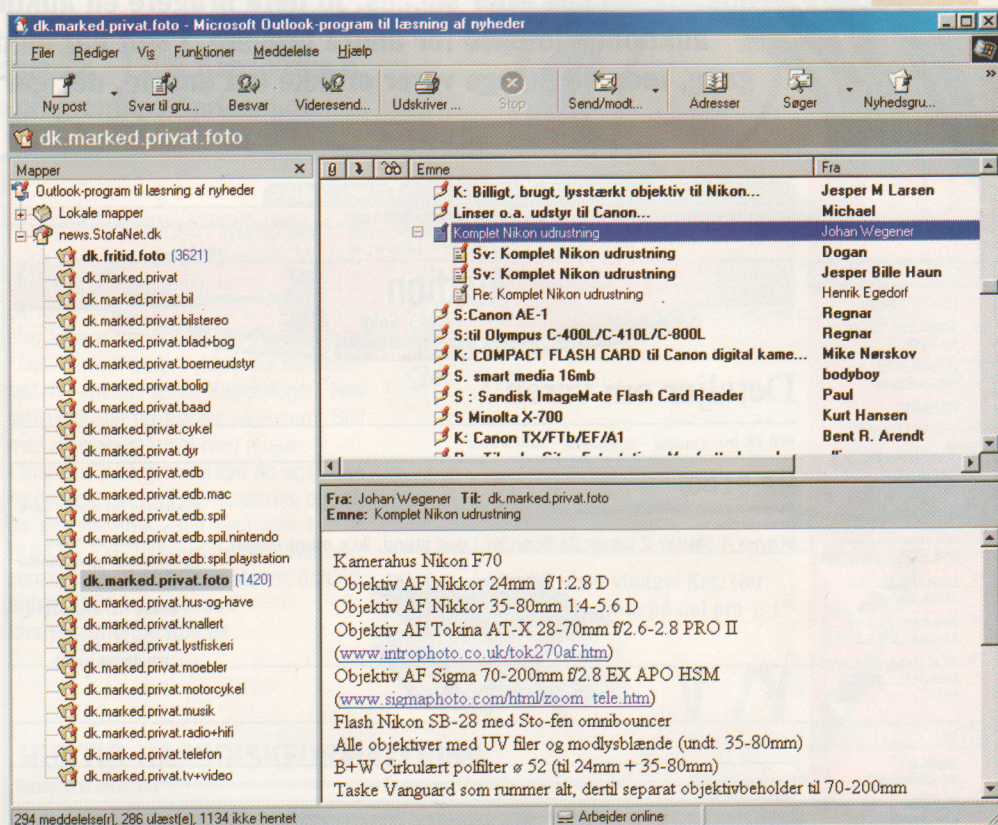 dk.marked.privat.foto - Microsoft Outlook-program til læsning af nyheder
Filer Rediger Vis Funktioner Meddelelse Hjælp
Ny post Svar til gru... Besvar Videresend... Udskriver ... Stop Send/modt... Adresser Søger Nyhedsgru...
dk.marked.privat.foto
Mapper
Outlook-program til læsning af nyheder
Lokale mapper
news.StofaNet.dk
dk.fritid.foto (3621)
dk.marked.privat
dk.marked.privat.bil
dk.marked.privat.bilstereo
dk.marked.privat.blad+bog
dk.marked.privat.boerneudstyr
dk.marked.privat.bolig
dk.marked.privat.baad
dk.marked.privat.cykel
dk.marked.privat.dyr
dk.marked.privat.edb
dk.marked.privat.edb.mac
dk.marked.privat.edb.spil
dk.marked.privat.edb.spil.nintendo
dk.marked.privat.edb.spil.playstation
dk.marked.privat.foto (1420)
dk.marked.privat.hus-og-have
dk.marked.privat.knallert
dk.marked.privat.lystfiskeri
dk.marked.privat.moebler
dk.marked.privat.motorcykel
dk.marked.privat.musik
dk.marked.privat.radio+hifi
dk.marked.privat.telefon
dk.marked.privat.tv+video
Emne Fra
K: Billigt, brugt, lysstærkt objektiv til Nikon... Jesper M Larsen
Linser o.a. udstyr til Canon... Michael
Komplet Nikon udrustning Johan Wegener
Sv: Komplet Nikon udrustning Dogan
Sv: Komplet Nikon udrustning Jesper Bille Haun
Re: Komplet Nikon udrustning Henrik Egedorf
S:Canon AE-1 Regnar
S:til Olympus C-400L/C-410L/C-800L Regnar
K: COMPACT FLASH CARD til Canon digital kame... Mike Nørskov
S. smart media 16mb bodyboy
S : Sandisk ImageMate Flash Card Reader Paul
S Minolta X-700 Kurt Hansen
K: Canon TX/FTb/EF/A1 Bent R. Arendt
Fra: Johan Wegener Til: dk.marked.privat.foto
Emne: Komplet Nikon udrustning
Kamerahus Nikon F70
Objektiv AF Nikkor 24mm f/1:2.8 D
Objektiv AF Nikkor 35-80mm 1:4-5.6 D
Objektiv AF Tokina AT-X 28-70mm f/2.6-2.8 PRO II
(www.introphoto.co.uk/tok270af.htm)
Objektiv AF Sigma 70-200mm f/2.8 EX APO HSM
(www.sigmaphoto.com/html/zoom_tele.htm)
Flash Nikon SB-28 med Sto-fen omnibouncer
Alle objektiver med UV filer og modlysblænde (undt. 35-80mm)
B+W Cirkulært polfilter ø 52 (til 24mm + 35-80mm)
Taske Vanguard som rummer alt, dertil separat objektivbeholder til 70-200mm
294 meddelelse(r), 286 ulæst(e), 1134 ikke hentet Arbejder online